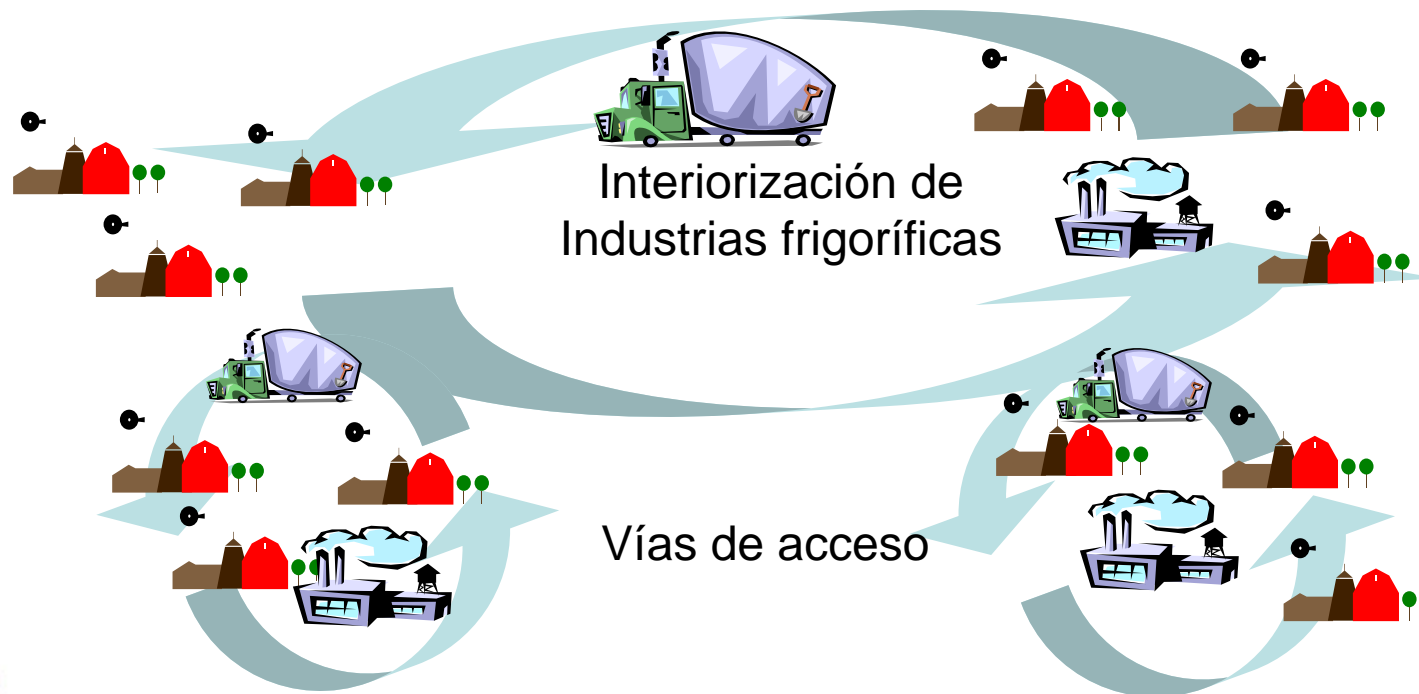 Interiorización de
Industrias frigoríficas
Vías de acceso